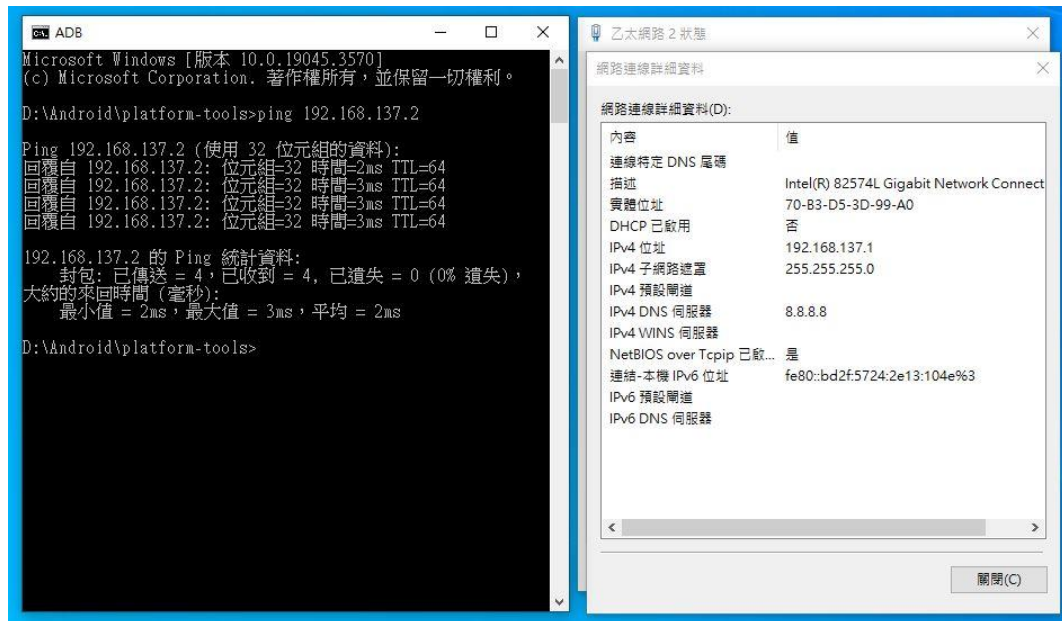 ADB
Microsoft Windows [版本 10.0.19045.3570]
(c) Microsoft Corporation. 著作權所有，並保留一切權利。
D:\Android\platform-tools>ping 192.168.137.2
Ping 192.168.137.2 (使用 32 位元組的資料):
回覆自 192.168.137.2: 位元組=32 時間=2ms TTL=64
回覆自 192.168.137.2: 位元組=32 時間=3ms TTL=64
回覆自 192.168.137.2: 位元組=32 時間=3ms TTL=64
回覆自 192.168.137.2: 位元組=32 時間=3ms TTL=64
192.168.137.2 的 Ping 統計資料:
封包: 已傳送 = 4，已收到 = 4, 已遺失 = 0 (0% 遺失)，
大約的來回時間 (毫秒):
最小值 = 2ms，最大值 = 3ms，平均 = 2ms
D:\Android\platform-tools>
乙太網路 2 狀態
網路連線詳細資料
網路連線詳細資料(D):
內容 值
連線特定 DNS 尾碼
描述 Intel(R) 82574L Gigabit Network Connect
實體位址 70-B3-D5-3D-99-A0
DHCP 已啟用 否
IPv4 位址 192.168.137.1
IPv4 子網路遮罩 255.255.255.0
IPv4 預設閘道
IPv4 DNS 伺服器 8.8.8.8
IPv4 WINS 伺服器
NetBIOS over Tcpip 已啟... 是
連結-本機 IPv6 位址 fe80::bd2f:5724:2e13:104e%3
IPv6 預設閘道
IPv6 DNS 伺服器
關閉(C)